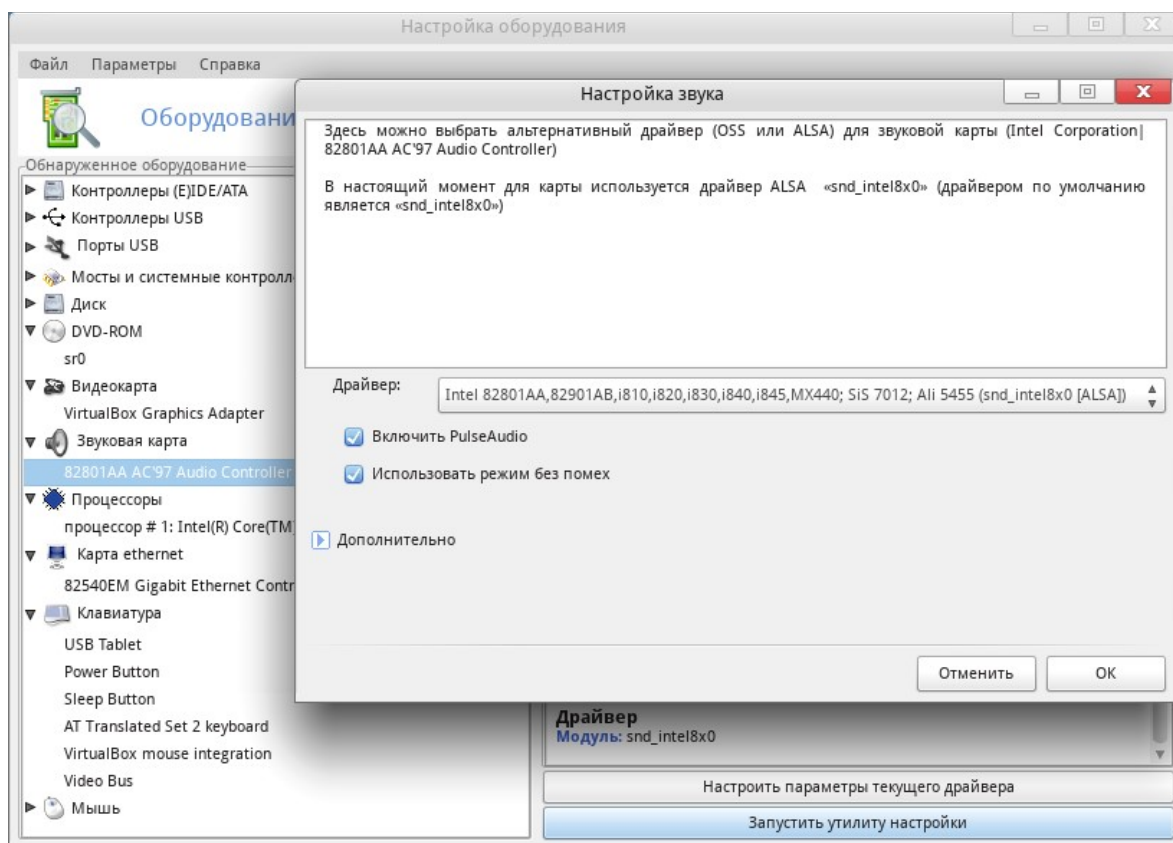 Настройка оборудования
Файл Параметры Справка
Оборудовани
Обнаруженное оборудование
Контроллеры (E)IDE/ATA
Контроллеры USB
Порты USB
Мосты и системные контролл
Диск
DVD-ROM
sr0
Видеокарта
VirtualBox Graphics Adapter
Звуковая карта
82801AA AC'97 Audio Controller
Процессоры
процессор # 1: Intel(R) Core(TM)
Карта ethernet
82540EM Gigabit Ethernet Contr
Клавиатура
USB Tablet
Power Button
Sleep Button
AT Translated Set 2 keyboard
VirtualBox mouse integration
Video Bus
Мышь
Настройка звука
Здесь можно выбрать альтернативный драйвер (OSS или ALSA) для звуковой карты (Intel Corporation|
82801AA AC'97 Audio Controller)
В настоящий момент для карты используется драйвер ALSA «snd_intel8x0» (драйвером по умолчанию
является «snd_intel8x0»)
Драйвер:
Intel 82801AA,82901AB,i810,i820,i830,i840,i845,MX440; SiS 7012; Ali 5455 (snd_intel8x0 [ALSA])
Включить PulseAudio
Использовать режим без помех
Дополнительно
Отменить
OK
Драйвер
Модуль: snd_intel8x0
Настроить параметры текущего драйвера
Запустить утилиту настройки